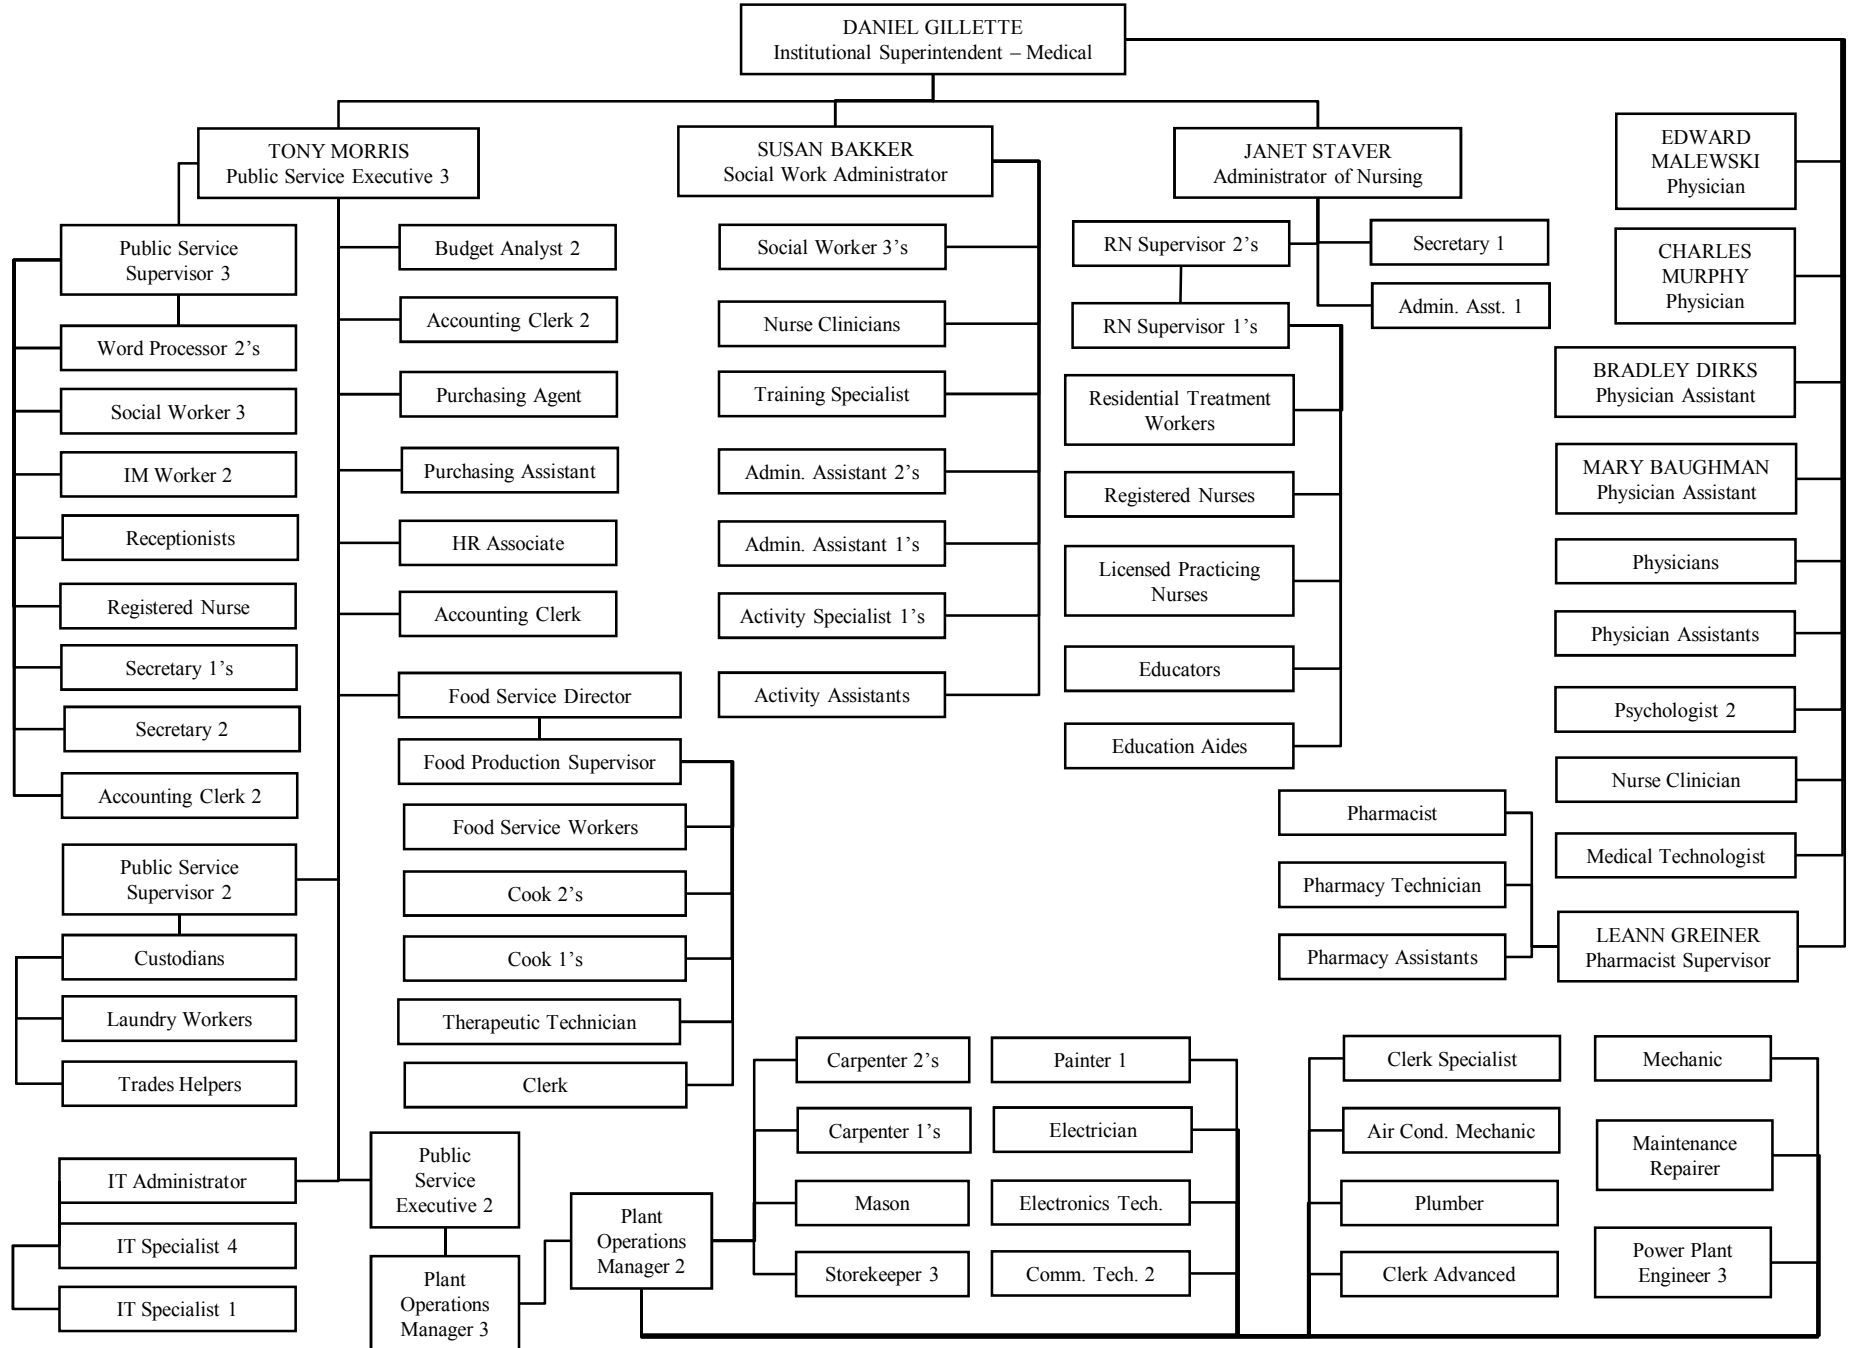 DANIEL GILLETTE
Institutional Superintendent – Medical
TONY MORRIS
Public Service Executive 3
SUSAN BAKKER
Social Work Administrator
JANET STAVER
Administrator of Nursing
EDWARD
MALEWSKI
Physician
CHARLES
MURPHY
Physician
BRADLEY DIRKS
Physician Assistant
MARY BAUGHMAN
Physician Assistant
Physicians
Physician Assistants
Psychologist 2
Nurse Clinician
Medical Technologist
LEANN GREINER
Pharmacist Supervisor
Pharmacist
Pharmacy Technician
Pharmacy Assistants
Public Service
Supervisor 3
Word Processor 2’s
Social Worker 3
IM Worker 2
Receptionists
Registered Nurse
Secretary 1’s
Secretary 2
Accounting Clerk 2
Public Service
Supervisor 2
Custodians
Laundry Workers
Trades Helpers
IT Administrator
IT Specialist 4
IT Specialist 1
Budget Analyst 2
Accounting Clerk 2
Purchasing Agent
Purchasing Assistant
HR Associate
Accounting Clerk
Food Service Director
Food Production Supervisor
Food Service Workers
Cook 2’s
Cook 1’s
Therapeutic Technician
Clerk
Public
Service
Executive 2
Plant
Operations
Manager 3
Plant
Operations
Manager 2
Social Worker 3’s
Nurse Clinicians
Training Specialist
Admin. Assistant 2’s
Admin. Assistant 1’s
Activity Specialist 1’s
Activity Assistants
RN Supervisor 2’s
Secretary 1
Admin. Asst. 1
RN Supervisor 1’s
Residential Treatment
Workers
Registered Nurses
Licensed Practicing
Nurses
Educators
Education Aides
Carpenter 2’s
Carpenter 1’s
Mason
Storekeeper 3
Painter 1
Electrician
Electronics Tech.
Comm. Tech. 2
Clerk Specialist
Air Cond. Mechanic
Plumber
Clerk Advanced
Mechanic
Maintenance
Repairer
Power Plant
Engineer 3